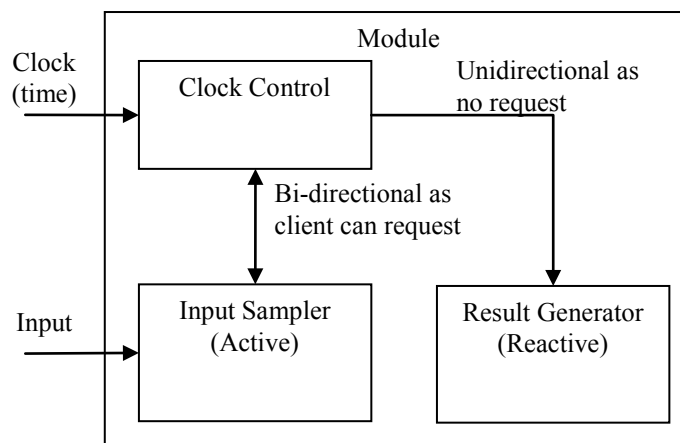 Module
Clock
(time)
Clock Control
Unidirectional as
no request
Bi-directional as
client can request
Input
Input Sampler
(Active)
Result Generator
(Reactive)